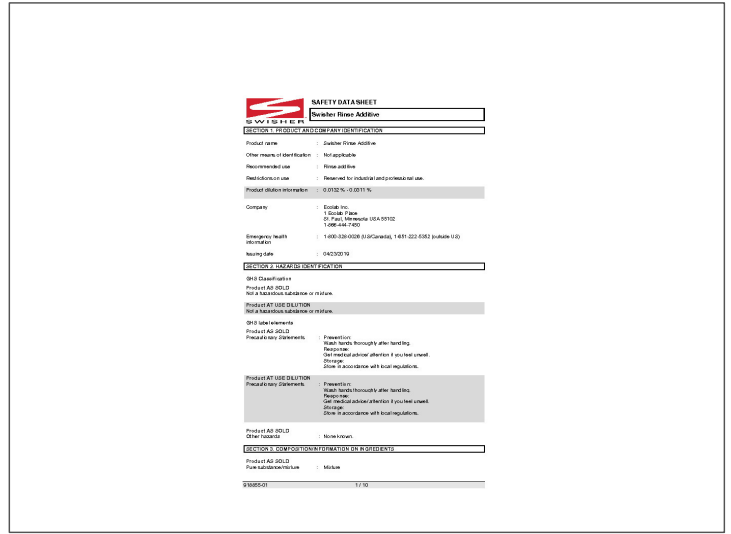 SAFETY DATA SHEET
Swisher Rinse Additive
SWISHER
SECTION 1. PRODUCT AND COMPANY IDENTIFICATION
Product name : Swisher Rinse Additive
Other means of identification : Not applicable
Recommended use : Rinse additive
Restrictions on use : Reserved for industrial and professional use.
Product dilution information : 0.0132 % - 0.0311 %
Company : Ecolab Inc.
1 Ecolab Place
St. Paul, Minnesota USA 55102
1-866-444-7450
Emergency health : 1-800-328-0026 (US/Canada), 1-651-222-5352 (outside US)
information
Issuing date : 04/23/2019
SECTION 2. HAZARDS IDENTIFICATION
GHS Classification
Product AS SOLD
Not a hazardous substance or mixture.
Product AT USE DILUTION
Not a hazardous substance or mixture.
GHS label elements
Product AS SOLD
Precautionary Statements : Prevention:
Wash hands thoroughly after handling.
Response:
Get medical advice/ attention if you feel unwell.
Storage:
Store in accordance with local regulations.
Product AT USE DILUTION
Precautionary Statements : Prevention:
Wash hands thoroughly after handling.
Response:
Get medical advice/ attention if you feel unwell.
Storage:
Store in accordance with local regulations.
Product AS SOLD
Other hazards : None known.
SECTION 3. COMPOSITION/INFORMATION ON INGREDIENTS
Product AS SOLD
Pure substance/mixture : Mixture
1 / 10